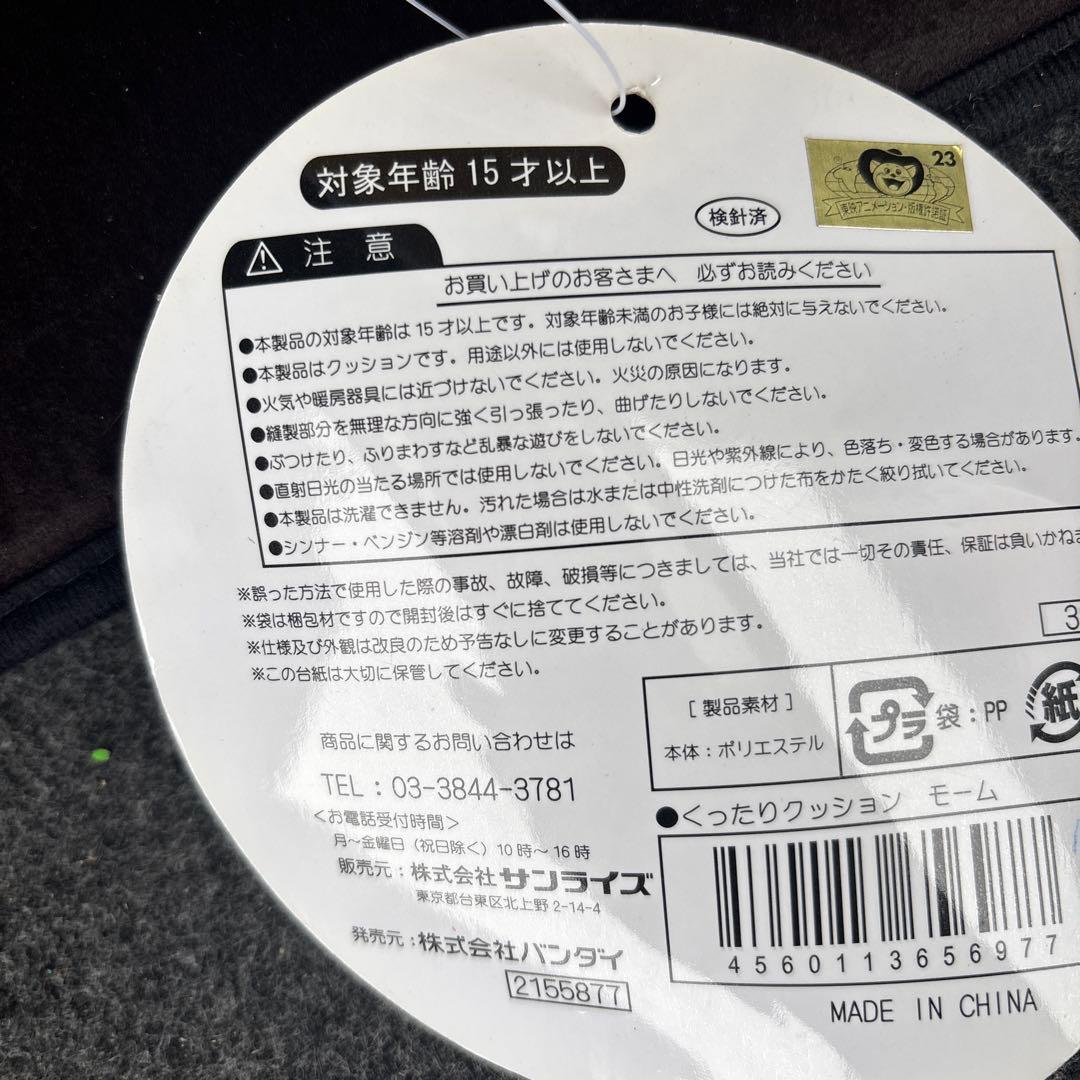 対象年齢15才以上
23
東映アニメーション・版権許諾証
検針済
注 意
お買い上げのお客さまへ 必ずお読みください
●本製品の対象年齢は15才以上です。対象年齢未満のお子様には絶対に与えないでください。
●本製品はクッションです。用途以外には使用しないでください。
●火気や暖房器具には近づけないでください。火災の原因になります。
●縫製部分を無理な方向に強く引っ張ったり、曲げたりしないでください。
●ぶつけたり、ふりまわすなど乱暴な遊びをしないでください。
●直射日光の当たる場所では使用しないでください。日光や紫外線により、色落ち・変色する場合があります。
●本製品は洗濯できません。汚れた場合は水または中性洗剤につけた布をかたく絞り拭いてください。
●シンナー・ベンジン等溶剤や漂白剤は使用しないでください。
※誤った方法で使用した際の事故、故障、破損等につきましては、当社では一切その責任、保証は負いかねま
※袋は梱包材ですので開封後はすぐに捨ててください。
※仕様及び外観は改良のため予告なしに変更することがあります。
※この台紙は大切に保管してください。
3
[製品素材]
本体:ポリエステル
プラ
袋:PP
紙
商品に関するお問い合わせは
TEL:03-3844-3781
<お電話受付時間>
月~金曜日(祝日除く)10時~16時
販売元:株式会社サンライズ
東京都台東区北上野2-14-4
発売元:株式会社バンダイ
2155877
●くったりクッション モーム
4560113656977
MADE IN CHINA